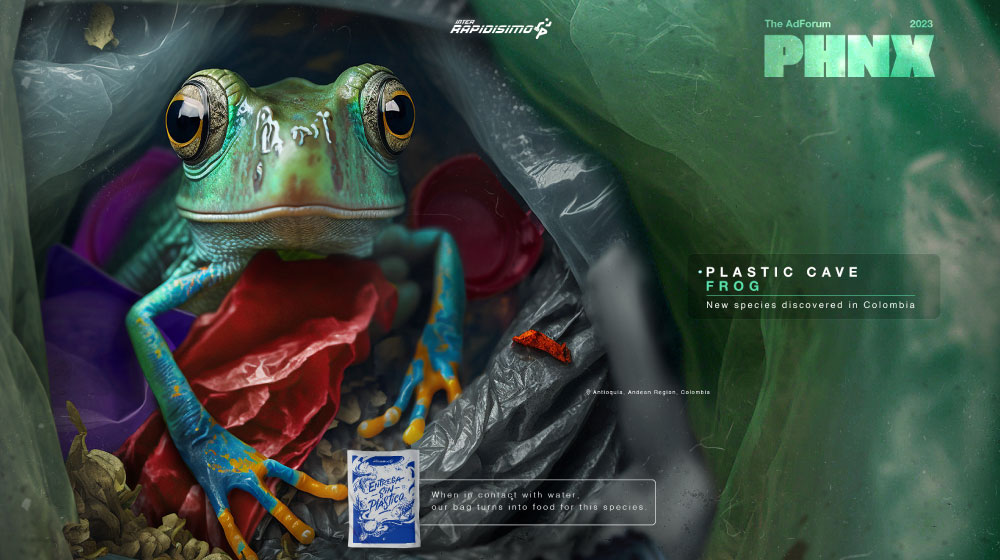 INTER
RAPIDISIMO
The AdForum 2023
PHNX
PLASTIC CAVE
FROG
New species discovered in Colombia
Antioquia, Andean Region, Colombia
ENTREGA
SIN
PLÁSTICO
When in contact with water,
our bag turns into food for this species.